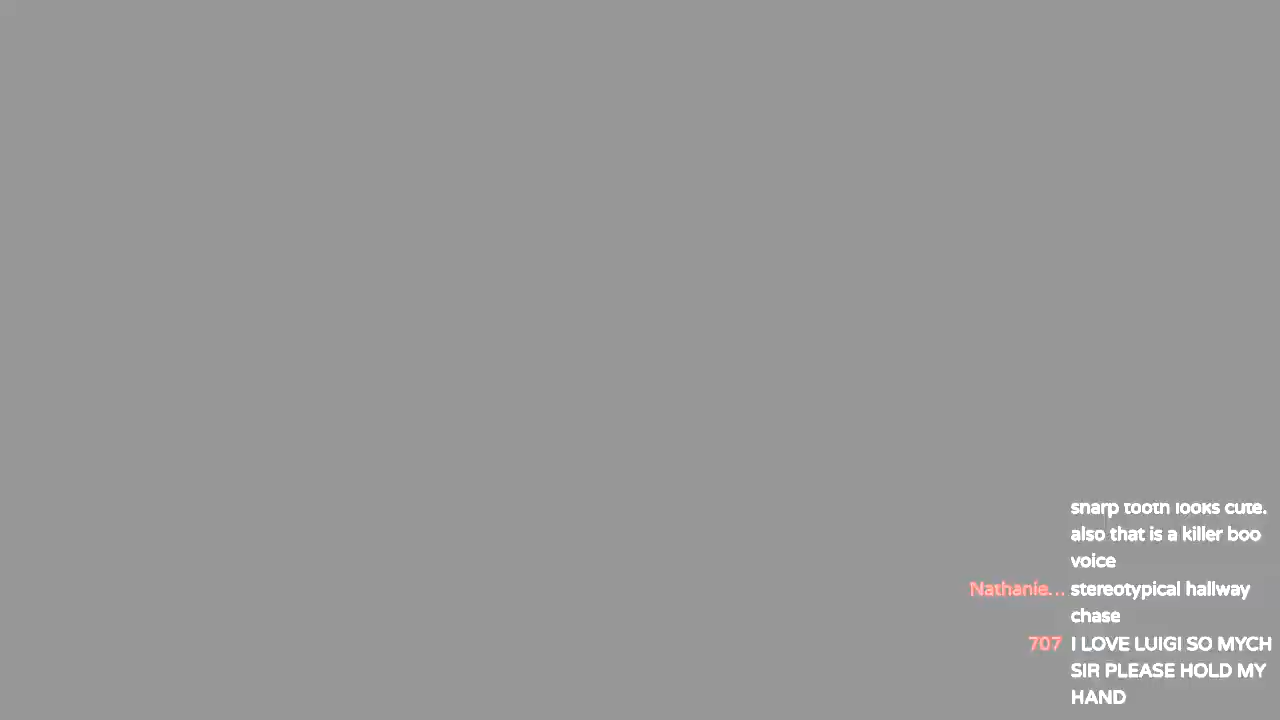 sharp tooth looks cute.
also that is a killer boo
voice
Nathanie... stereotypical hallway
chase
707 I LOVE LUIGI SO MYCH
SIR PLEASE HOLD MY
HAND